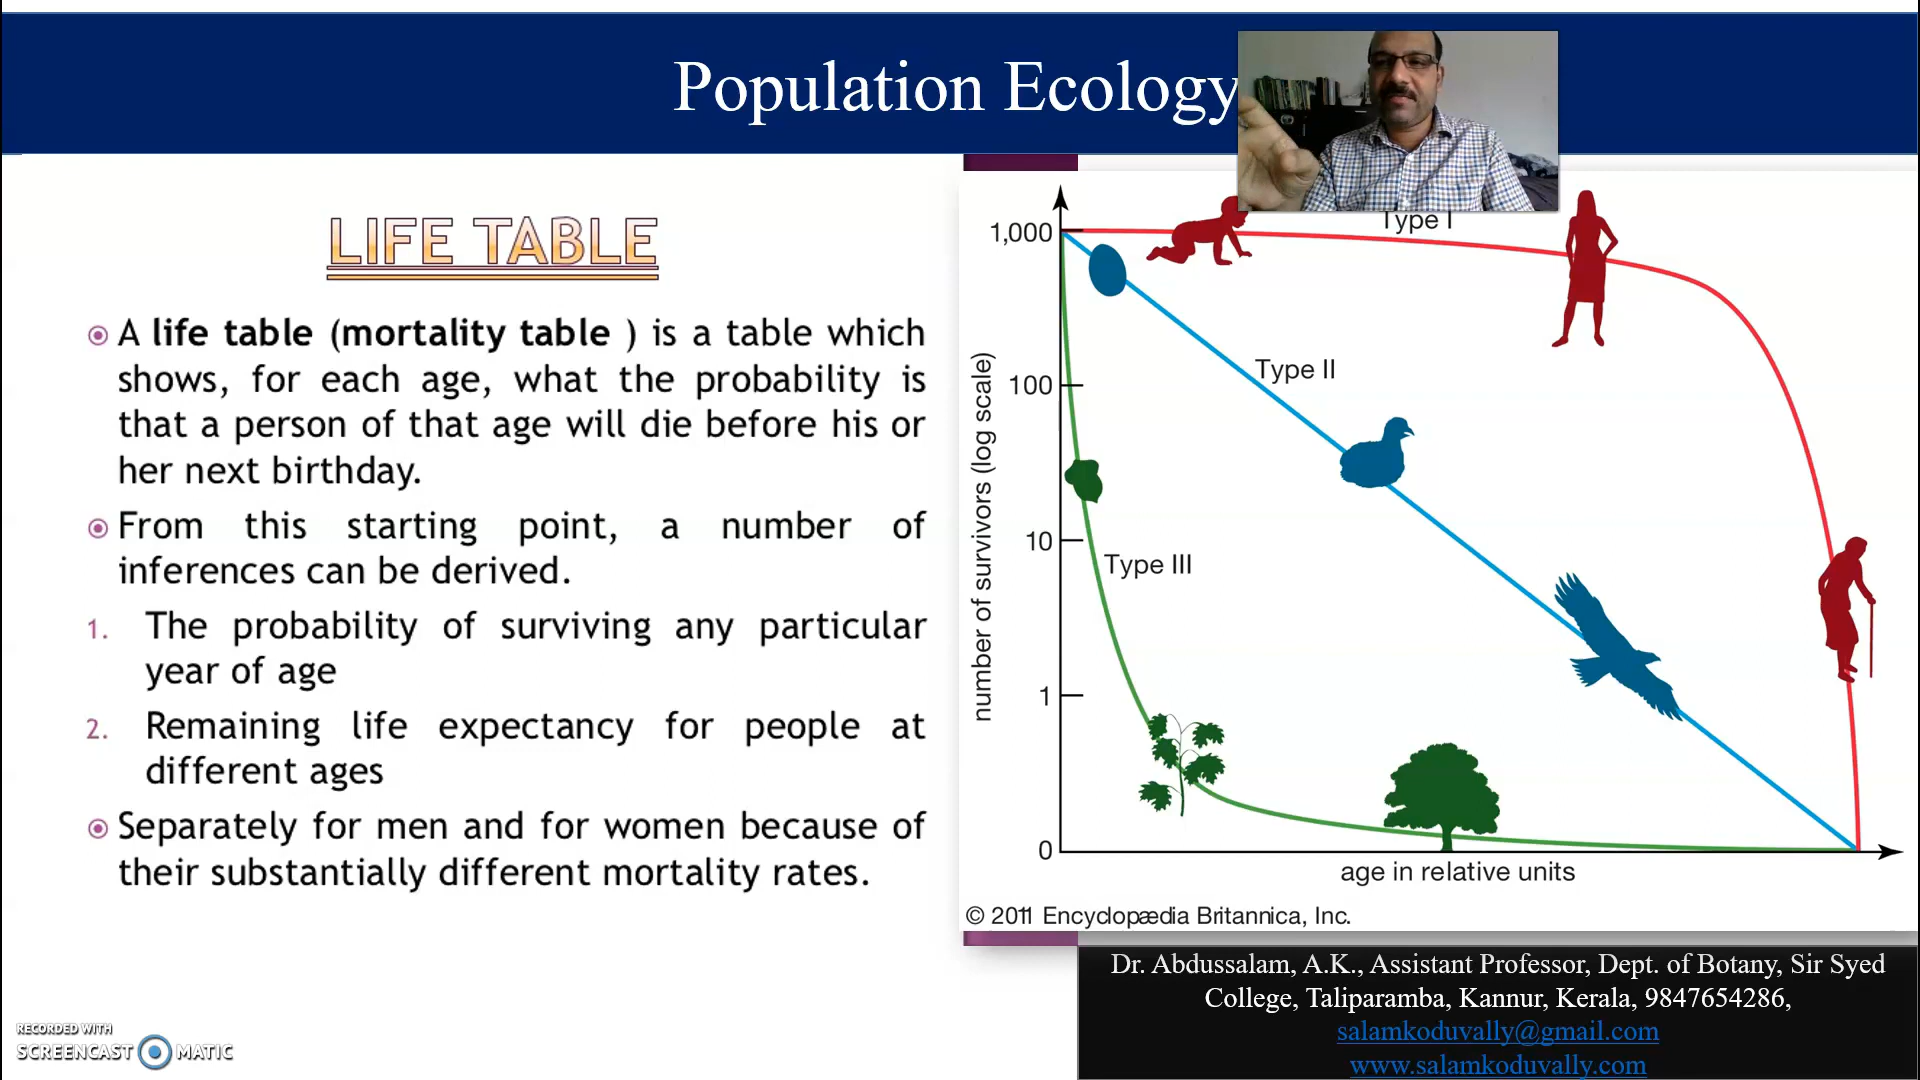 Population Ecology
LIFE TABLE
A life table (mortality table ) is a table which
shows, for each age, what the probability is
that a person of that age will die before his or
her next birthday.
From this starting point, a number of
inferences can be derived.
1. The probability of surviving any particular
year of age
2. Remaining life expectancy for people at
different ages
Separately for men and for women because of
their substantially different mortality rates.
number of survivors (log scale)
1,000
100
10
1
0
Type I
Type II
Type III
age in relative units
© 2011 Encyclopædia Britannica, Inc.
Dr. Abdussalam, A.K., Assistant Professor, Dept. of Botany, Sir Syed
College, Taliparamba, Kannur, Kerala, 9847654286,
salamkoduvally@gmail.com
www.salamkoduvally.com
RECORDED WITH
SCREENCAST MATIC